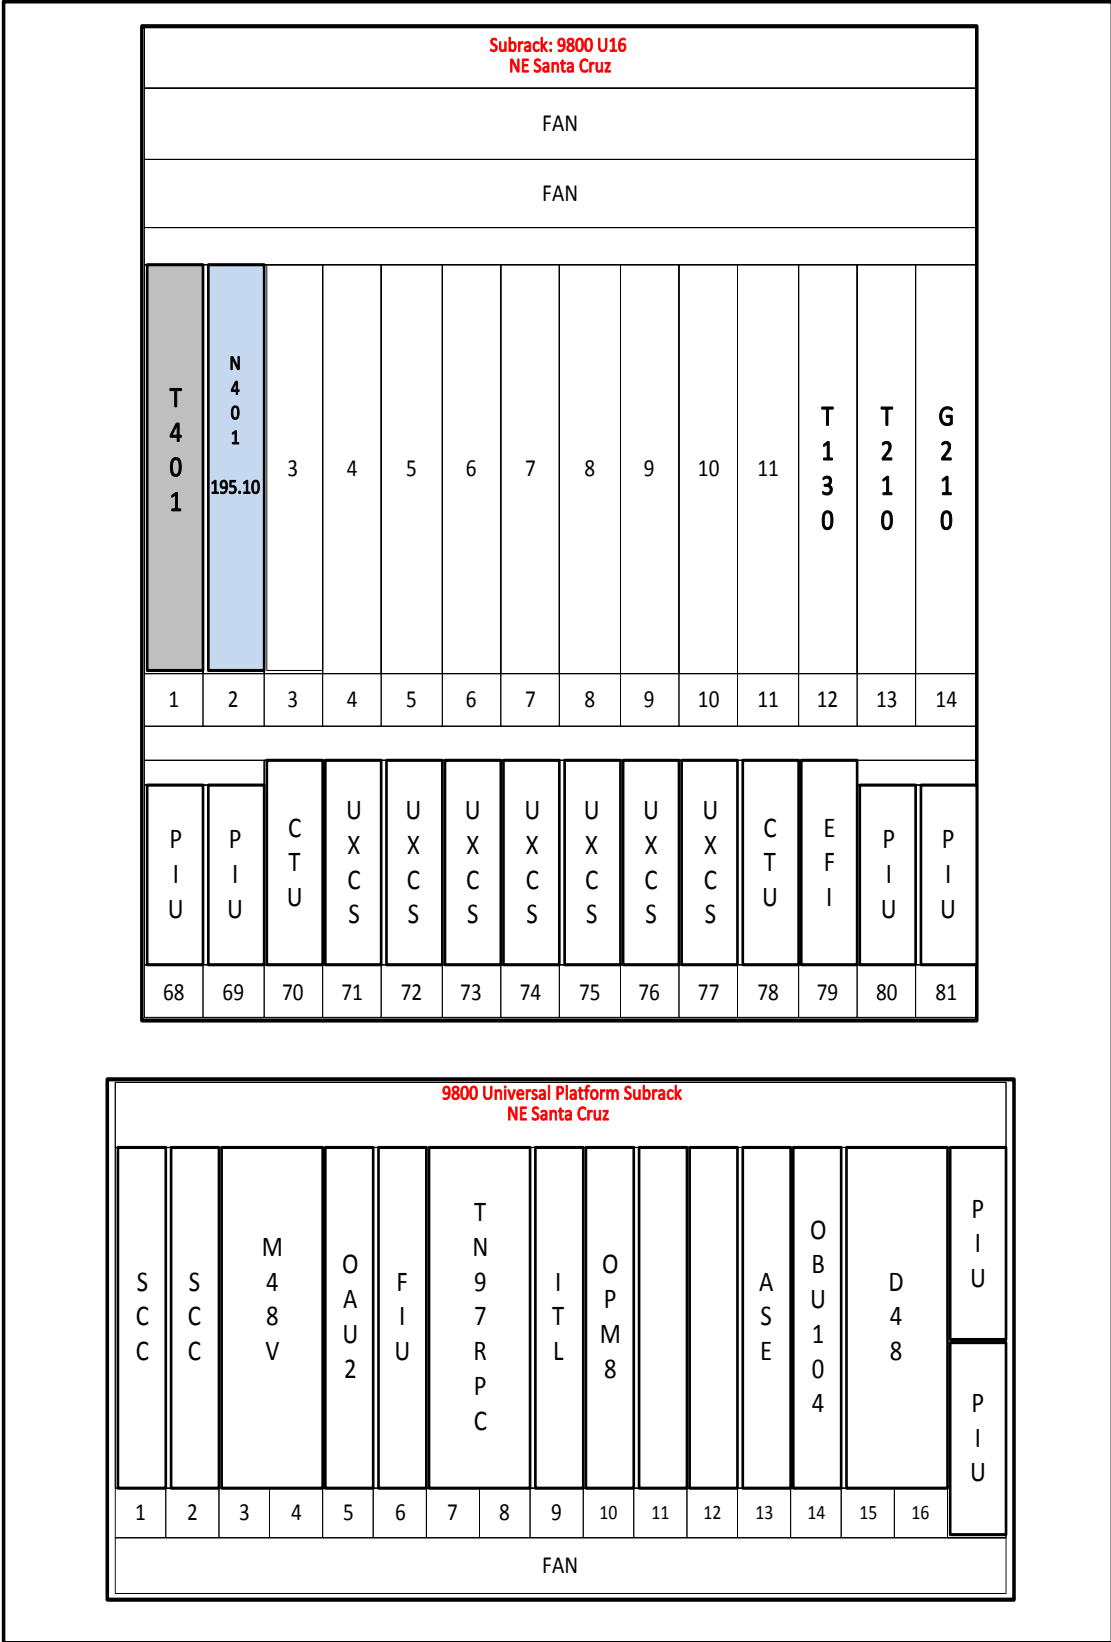 Subrack: 9800 U16
NE Santa Cruz
FAN
FAN
T401
N401
195.10
3
4
5
6
7
8
9
10
11
T130
T210
G210
1 2 3 4 5 6 7 8 9 10 11 12 13 14
PIU
PIU
CTU
UXCS
UXCS
UXCS
UXCS
UXCS
UXCS
UXCS
CTU
EFI
PIU
PIU
68 69 70 71 72 73 74 75 76 77 78 79 80 81
9800 Universal Platform Subrack
NE Santa Cruz
SCC
SCC
M48V
OAU2
FIU
TN97RPC
ITL
OPM8
ASE
OBU104
D48
PIU
PIU
1 2 3 4 5 6 7 8 9 10 11 12 13 14 15 16
FAN